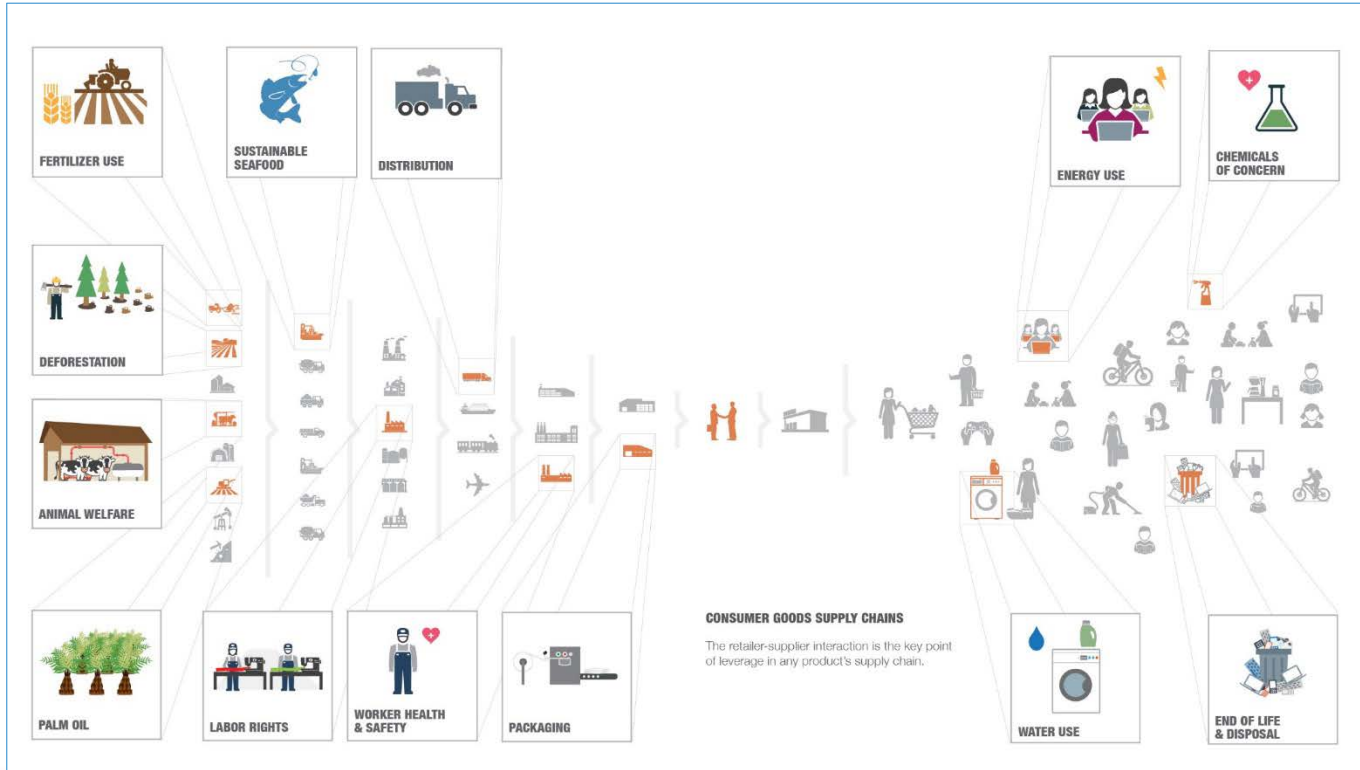 FERTILIZER USE
SUSTAINABLE
SEAFOOD
DISTRIBUTION
ENERGY USE
CHEMICALS
OF CONCERN
DEFORESTATION
ANIMAL WELFARE
CONSUMER GOODS SUPPLY CHAINS
The retailer-supplier interaction is the key point
of leverage in any product's supply chain.
PALM OIL
LABOR RIGHTS
WORKER HEALTH
& SAFETY
PACKAGING
WATER USE
END OF LIFE
& DISPOSAL